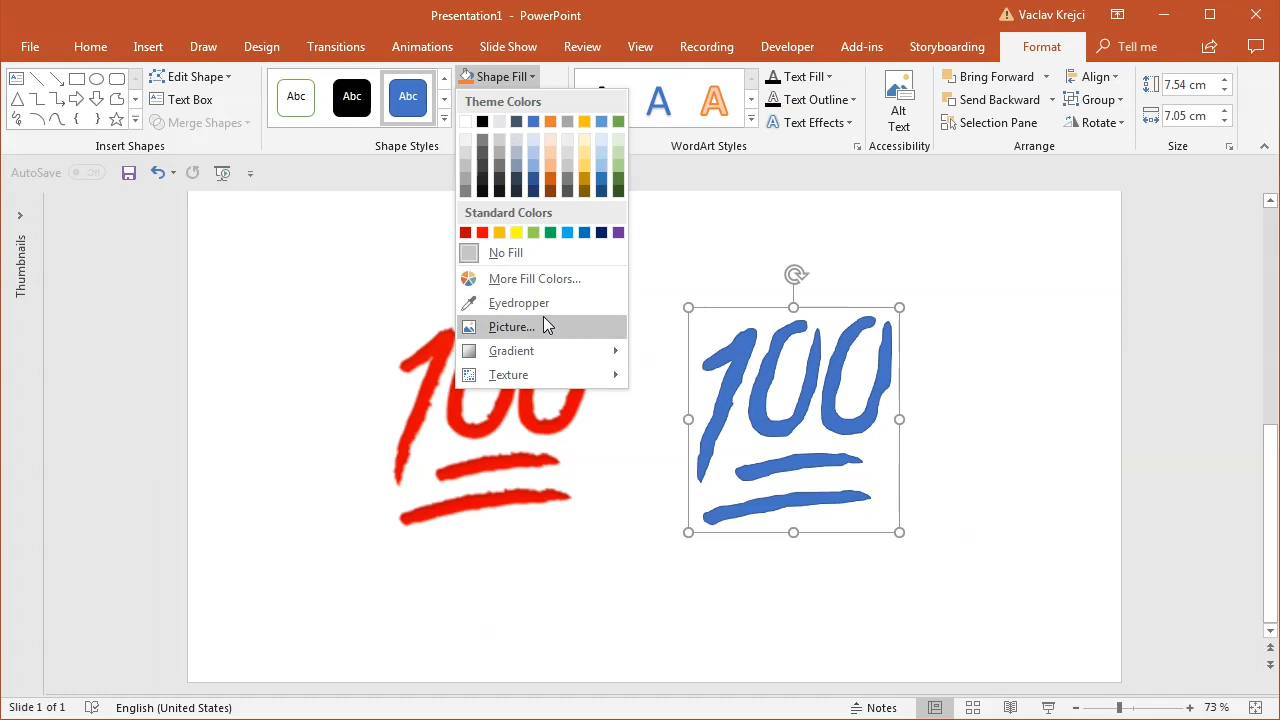 Presentation1 - PowerPoint
Vaclav Krejci
File Home Insert Draw Design Transitions Animations Slide Show Review View Recording Developer Add-ins Storyboarding Format Tell me
Edit Shape
Text Box
Merge Shapes
Insert Shapes
Abc Abc Abc
Shape Styles
Shape Fill
Theme Colors
Standard Colors
No Fill
More Fill Colors...
Eyedropper
Picture...
Gradient
Texture
A A
WordArt Styles
Text Fill
Text Outline
Text Effects
Alt
Text
Accessibility
Bring Forward
Send Backward
Selection Pane
Align
Group
Rotate
Arrange
7.54 cm
7.05 cm
Size
AutoSave Off
Thumbnails
100 100
Slide 1 of 1 English (United States) Notes 73 %